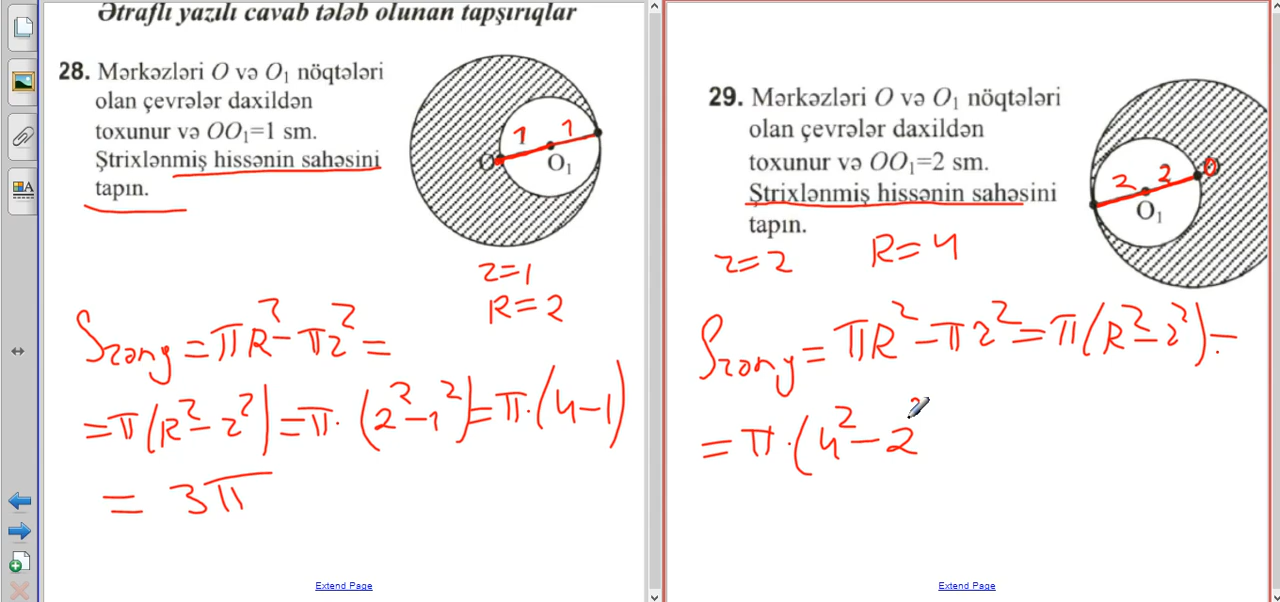 Ətraflı yazılı cavab tələb olunan tapşırıqlar
28. Mərkəzləri O və O₁ nöqtələri
olan çevrələr daxildən
toxunur və OO₁=1 sm.
Ştrixlənmiş hissənin sahəsini
tapın.
1 1
O O₁
r=1
R=2
Srəng=πR²-πr²=
=π(R²-r²)=π·(2²-1²)=π·(4-1)
=3π
Extend Page
29. Mərkəzləri O və O₁ nöqtələri
olan çevrələr daxildən
toxunur və OO₁=2 sm.
Ştrixlənmiş hissənin sahəsini
tapın.
2 2 O
O₁
r=2 R=4
Srəng=πR²-πr²=π(R²-r²)=
=π·(4²-2²
Extend Page